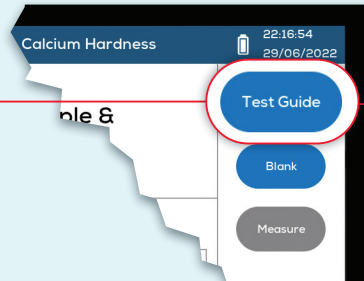 Calcium Hardness
22:16:54
29/06/2022
Test Guide
&
Blank
Measure